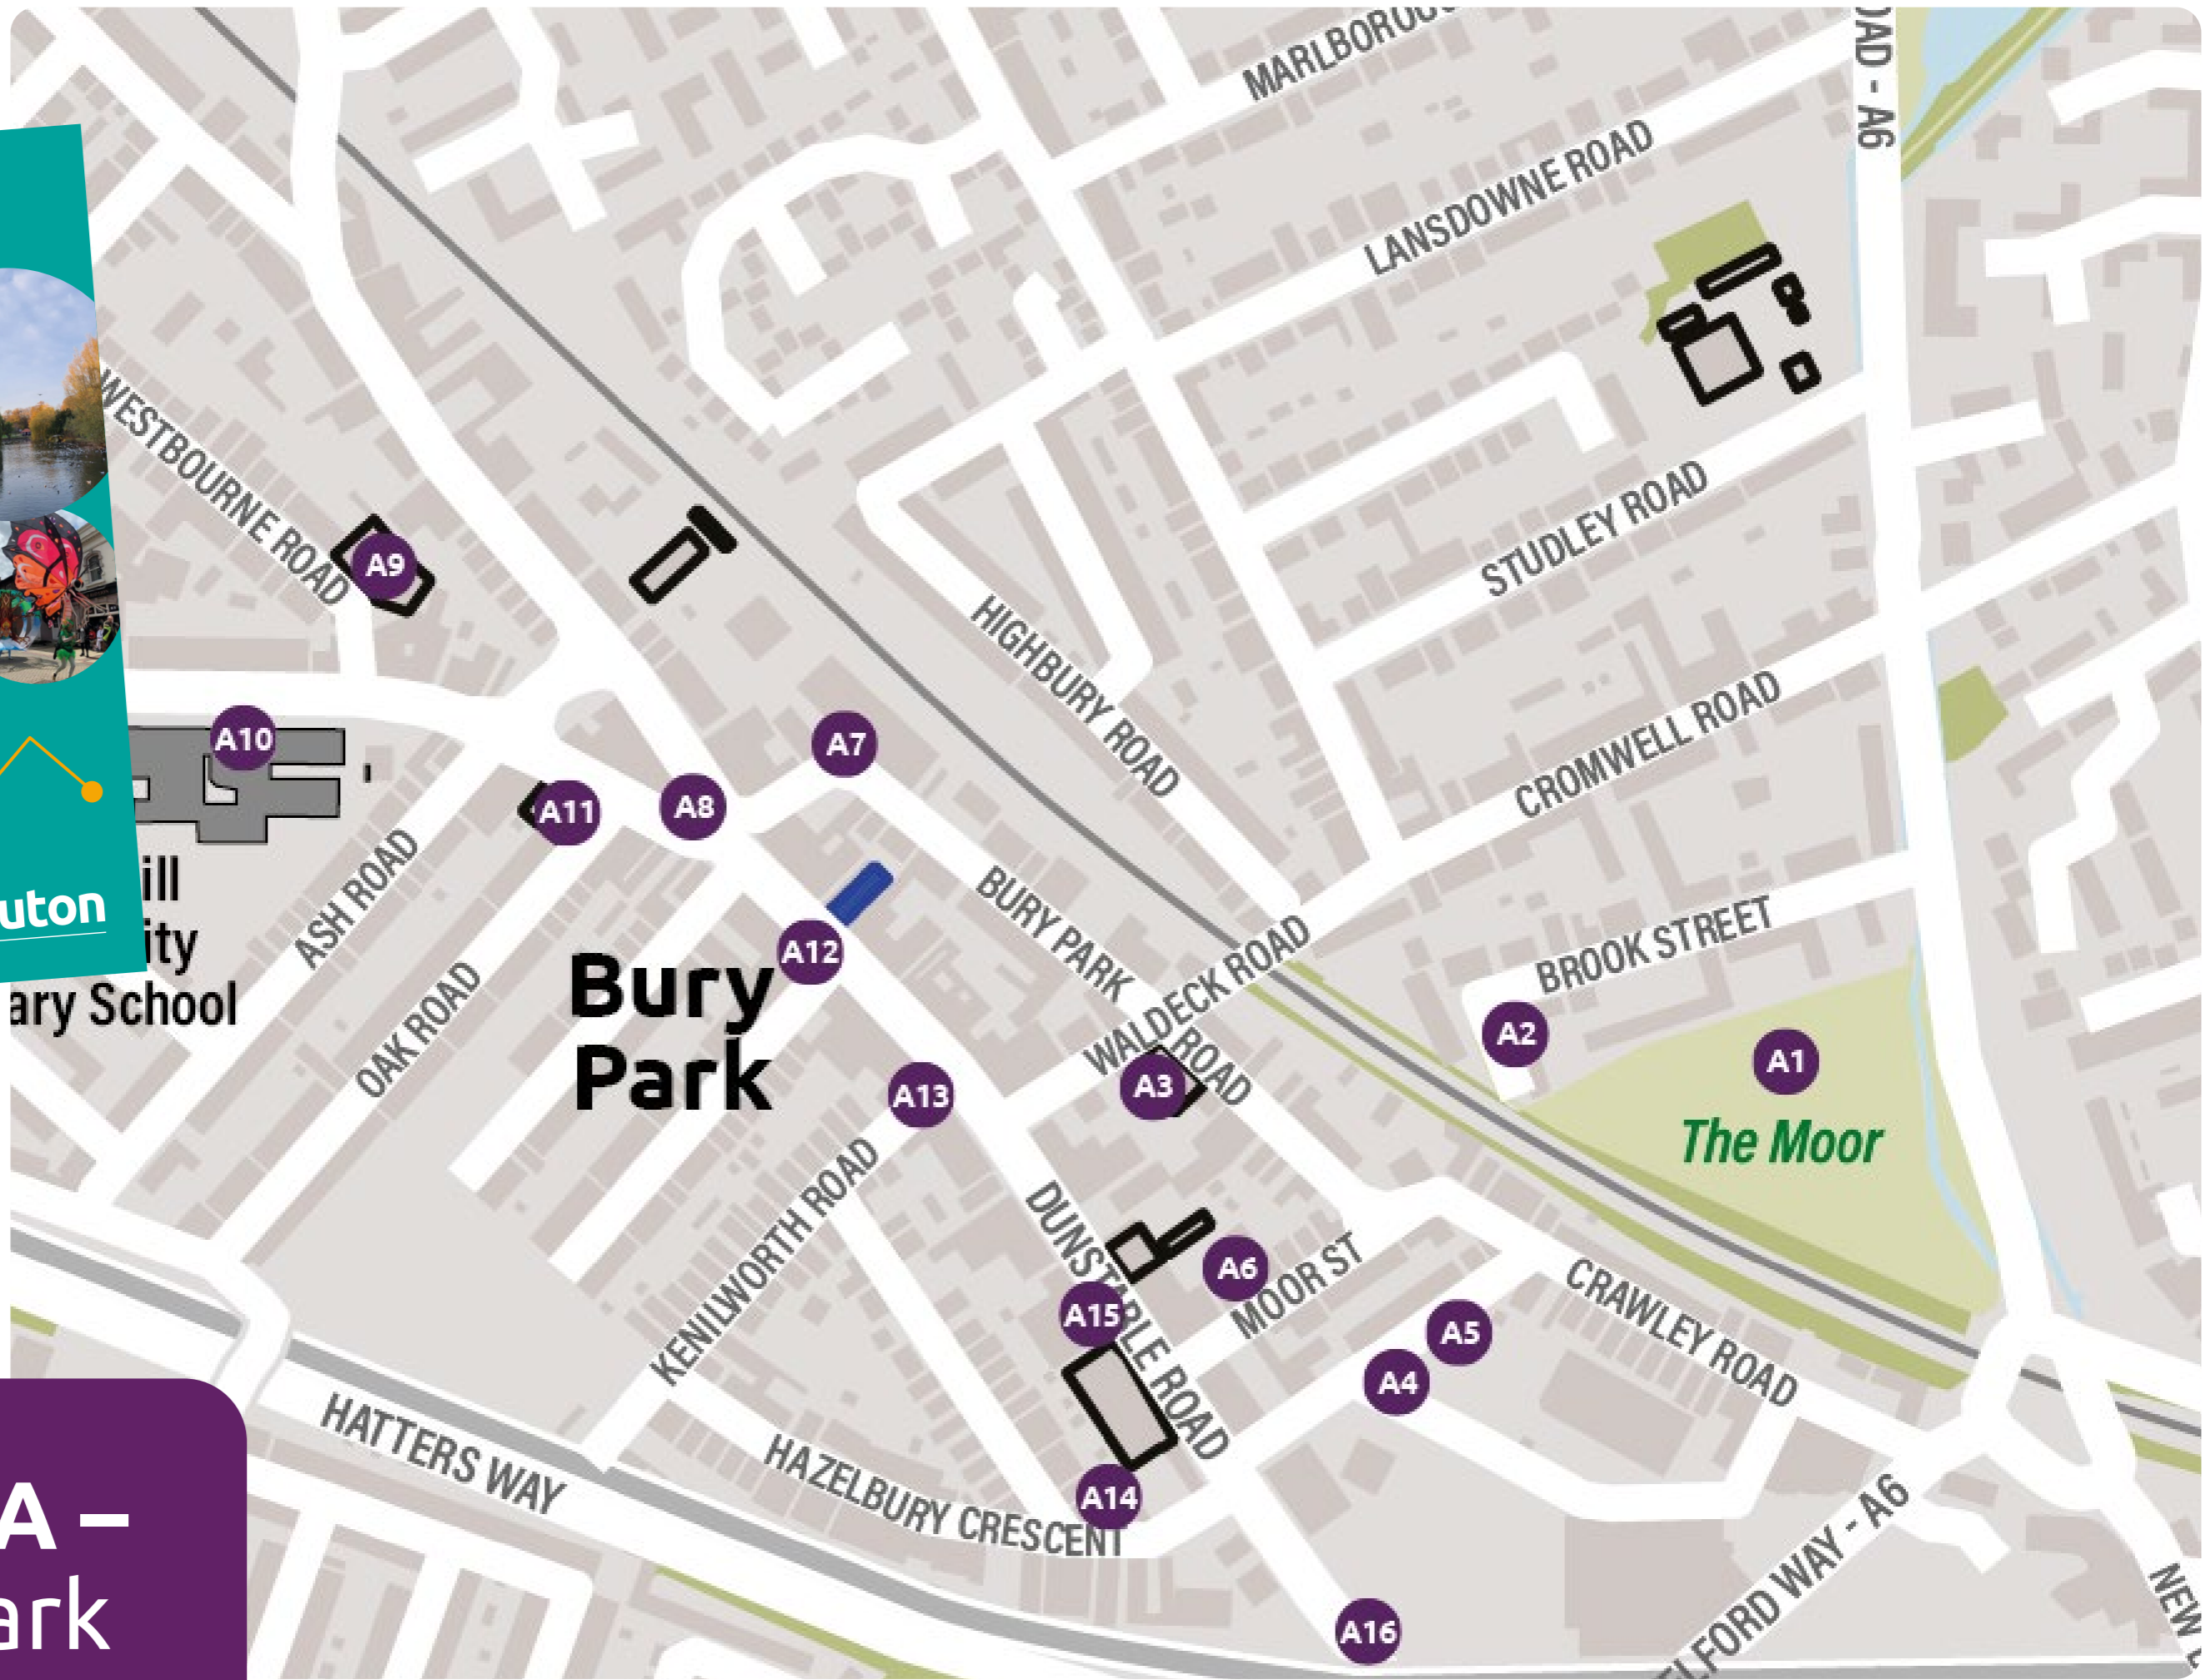 MARLBOROU
OAD - A6
LANSDOWNE ROAD
WESTBOURNE ROAD
STUDLEY ROAD
A9
HIGHBURY ROAD
CROMWELL ROAD
A10
A7
A8
A11
ill
ity
ary School
uton
ASH ROAD
OAK ROAD
BURY PARK ROAD
BROOK STREET
A12
Bury
Park
WALDECK ROAD
A2
A1
The Moor
A3
A13
KENILWORTH ROAD
DUNSTABLE ROAD
A6
MOOR ST
A15
A5
A4
CRAWLEY ROAD
HATTERS WAY
HAZELBURY CRESCENT
A14
A16
LFORD WAY - A6
NEW
A –
ark